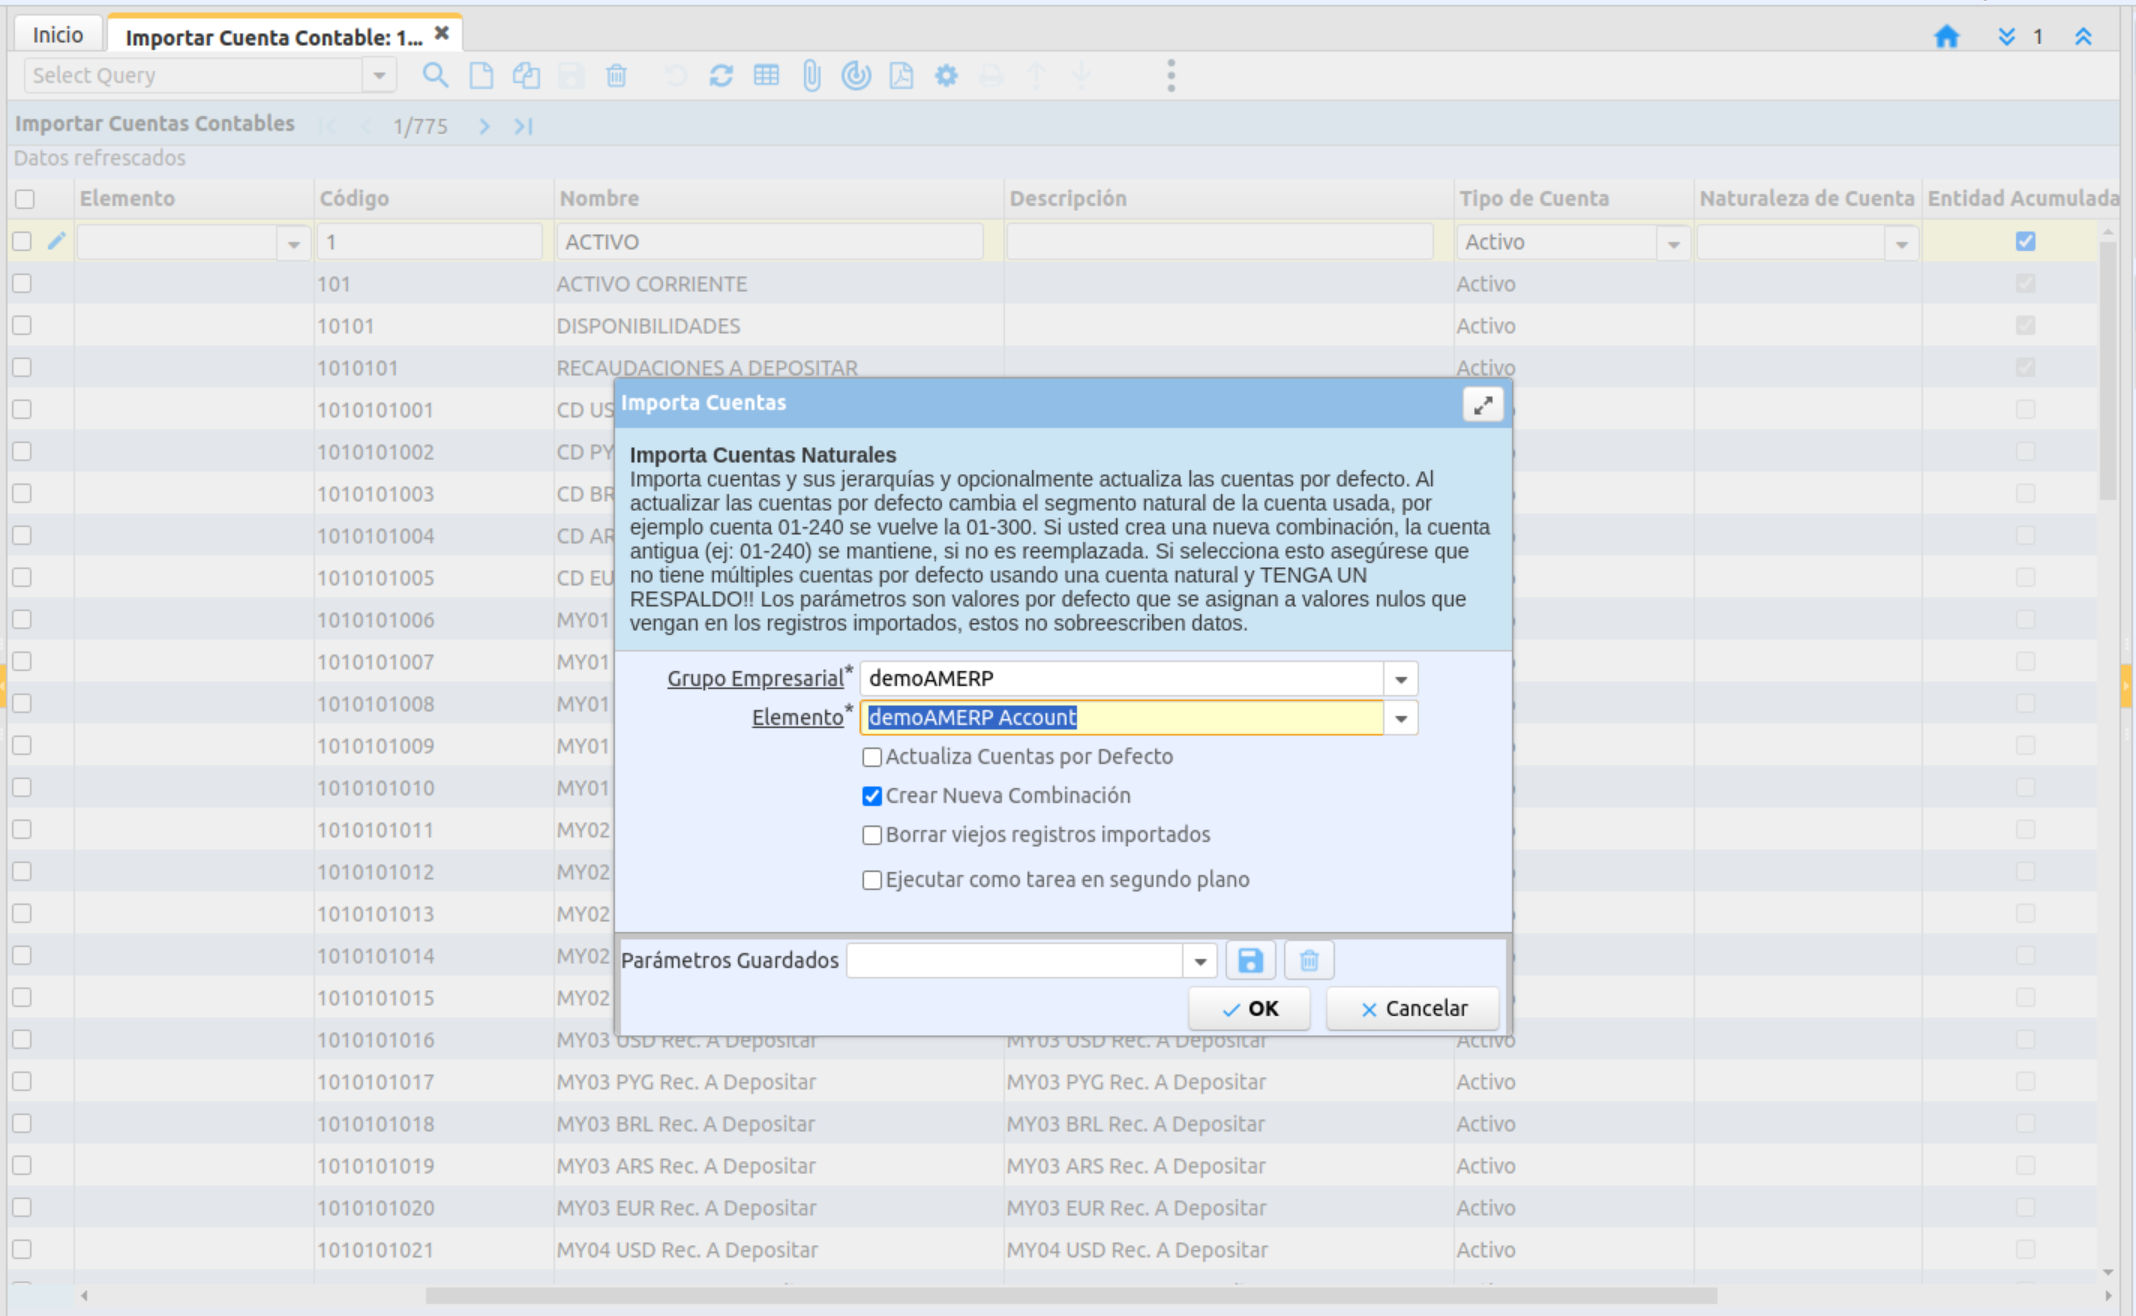 Inicio
Importar Cuenta Contable: 1...
1
Select Query
Importar Cuentas Contables 1/775
Datos refrescados
Elemento Código Nombre Descripción Tipo de Cuenta Naturaleza de Cuenta Entidad Acumulada
1 ACTIVO Activo
101 ACTIVO CORRIENTE Activo
10101 DISPONIBILIDADES Activo
1010101 RECAUDACIONES A DEPOSITAR Activo
1010101001 CD US
1010101002 CD PY
1010101003 CD BR
1010101004 CD AR
1010101005 CD EU
1010101006 MY01
1010101007 MY01
1010101008 MY01
1010101009 MY01
1010101010 MY01
1010101011 MY02
1010101012 MY02
1010101013 MY02
1010101014 MY02
1010101015 MY02
1010101016 MY03 USD Rec. A Depositar MY03 USD Rec. A Depositar Activo
1010101017 MY03 PYG Rec. A Depositar MY03 PYG Rec. A Depositar Activo
1010101018 MY03 BRL Rec. A Depositar MY03 BRL Rec. A Depositar Activo
1010101019 MY03 ARS Rec. A Depositar MY03 ARS Rec. A Depositar Activo
1010101020 MY03 EUR Rec. A Depositar MY03 EUR Rec. A Depositar Activo
1010101021 MY04 USD Rec. A Depositar MY04 USD Rec. A Depositar Activo
Importa Cuentas
Importa Cuentas Naturales
Importa cuentas y sus jerarquías y opcionalmente actualiza las cuentas por defecto. Al
actualizar las cuentas por defecto cambia el segmento natural de la cuenta usada, por
ejemplo cuenta 01-240 se vuelve la 01-300. Si usted crea una nueva combinación, la cuenta
antigua (ej: 01-240) se mantiene, si no es reemplazada. Si selecciona esto asegúrese que
no tiene múltiples cuentas por defecto usando una cuenta natural y TENGA UN
RESPALDO!! Los parámetros son valores por defecto que se asignan a valores nulos que
vengan en los registros importados, estos no sobreescriben datos.
Grupo Empresarial* demoAMERP
Elemento* demoAMERP Account
Actualiza Cuentas por Defecto
Crear Nueva Combinación
Borrar viejos registros importados
Ejecutar como tarea en segundo plano
Parámetros Guardados
OK Cancelar